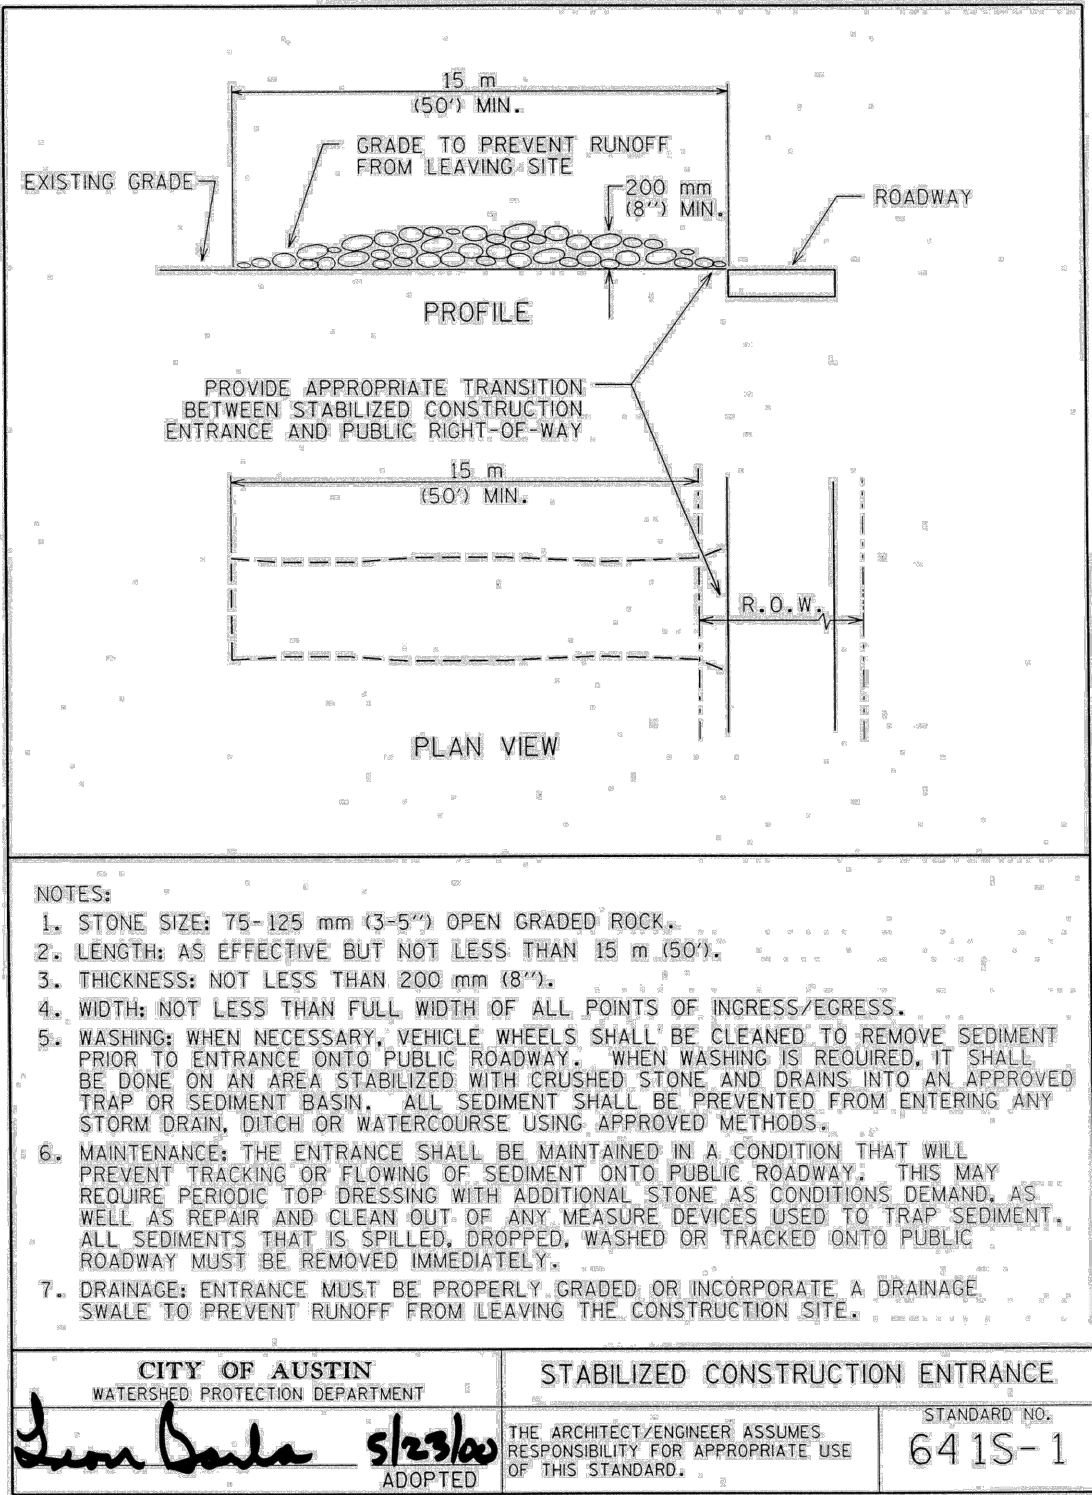 15 m
(50') MIN.
GRADE TO PREVENT RUNOFF
FROM LEAVING SITE
EXISTING GRADE
200 mm
(8'') MIN.
ROADWAY
PROFILE
PROVIDE APPROPRIATE TRANSITION
BETWEEN STABILIZED CONSTRUCTION
ENTRANCE AND PUBLIC RIGHT-OF-WAY
15 m
(50') MIN.
R.O.W.
PLAN VIEW
NOTES:
1. STONE SIZE: 75-125 mm (3-5'') OPEN GRADED ROCK.
2. LENGTH: AS EFFECTIVE BUT NOT LESS THAN 15 m (50').
3. THICKNESS: NOT LESS THAN 200 mm (8'').
4. WIDTH: NOT LESS THAN FULL WIDTH OF ALL POINTS OF INGRESS/EGRESS.
5. WASHING: WHEN NECESSARY, VEHICLE WHEELS SHALL BE CLEANED TO REMOVE SEDIMENT
PRIOR TO ENTRANCE ONTO PUBLIC ROADWAY. WHEN WASHING IS REQUIRED, IT SHALL
BE DONE ON AN AREA STABILIZED WITH CRUSHED STONE AND DRAINS INTO AN APPROVED
TRAP OR SEDIMENT BASIN. ALL SEDIMENT SHALL BE PREVENTED FROM ENTERING ANY
STORM DRAIN, DITCH OR WATERCOURSE USING APPROVED METHODS.
6. MAINTENANCE: THE ENTRANCE SHALL BE MAINTAINED IN A CONDITION THAT WILL
PREVENT TRACKING OR FLOWING OF SEDIMENT ONTO PUBLIC ROADWAY. THIS MAY
REQUIRE PERIODIC TOP DRESSING WITH ADDITIONAL STONE AS CONDITIONS DEMAND, AS
WELL AS REPAIR AND CLEAN OUT OF ANY MEASURE DEVICES USED TO TRAP SEDIMENT.
ALL SEDIMENTS THAT IS SPILLED, DROPPED, WASHED OR TRACKED ONTO PUBLIC
ROADWAY MUST BE REMOVED IMMEDIATELY.
7. DRAINAGE: ENTRANCE MUST BE PROPERLY GRADED OR INCORPORATE A DRAINAGE
SWALE TO PREVENT RUNOFF FROM LEAVING THE CONSTRUCTION SITE.
CITY OF AUSTIN
WATERSHED PROTECTION DEPARTMENT
STABILIZED CONSTRUCTION ENTRANCE
5/23/00
ADOPTED
THE ARCHITECT/ENGINEER ASSUMES
RESPONSIBILITY FOR APPROPRIATE USE
OF THIS STANDARD.
STANDARD NO.
641S-1